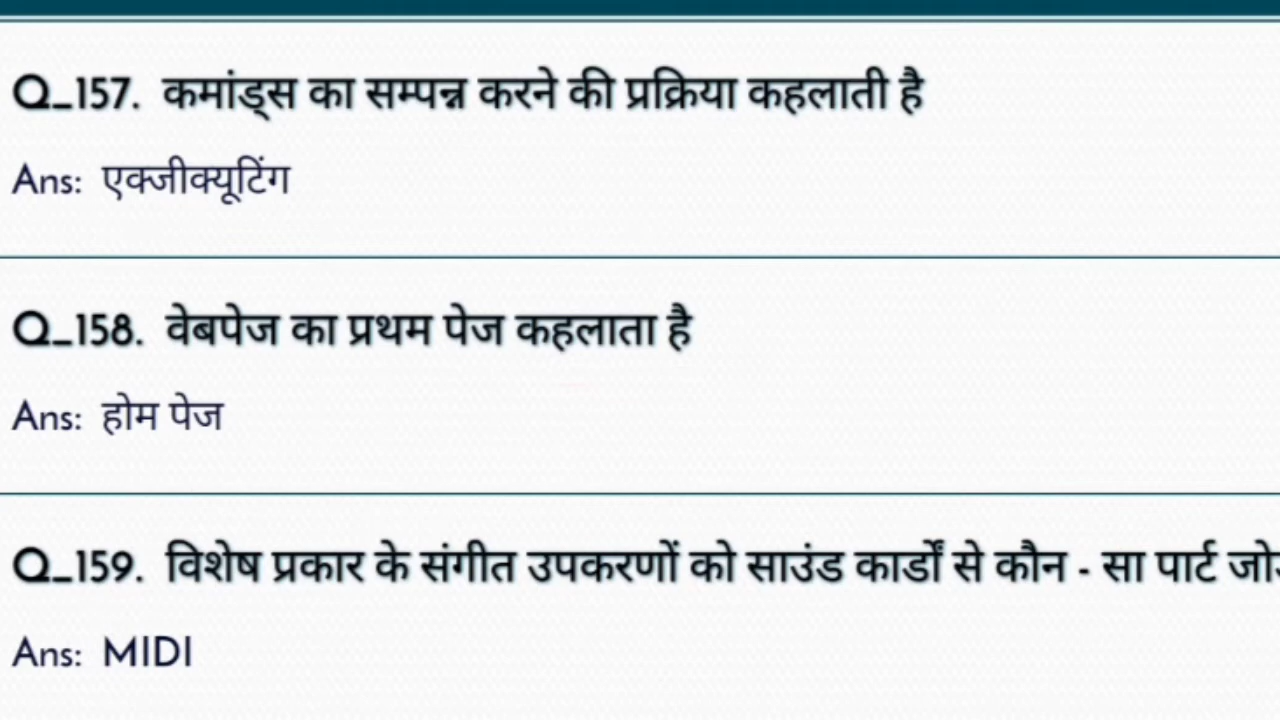 Q_157. कमांड्स का सम्पन्न करने की प्रक्रिया कहलाती है
Ans: एक्जीक्यूटिंग
Q_158. वेबपेज का प्रथम पेज कहलाता है
Ans: होम पेज
Q_159. विशेष प्रकार के संगीत उपकरणों को साउंड कार्डों से कौन - सा पार्ट
Ans: MIDI